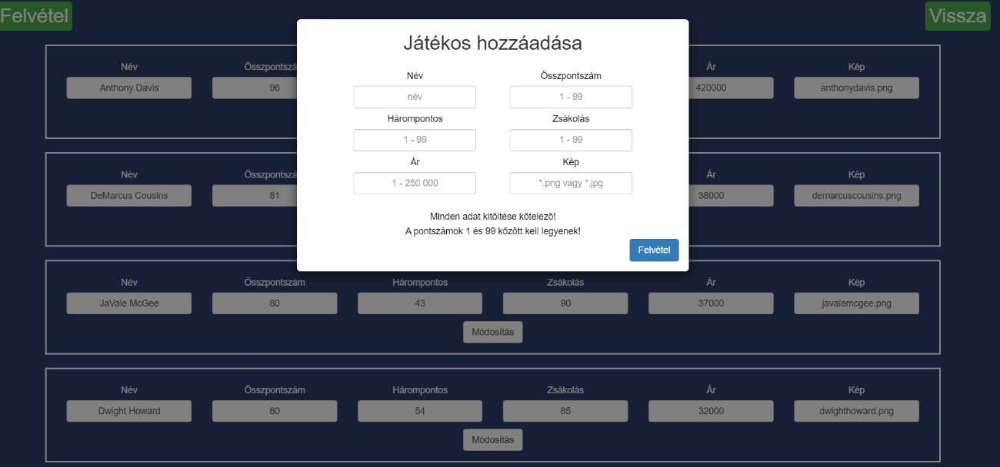 Felvétel
Vissza
Játékos hozzáadása
Név Összpontszám
név 1 - 99
Hárompontos Zsákolás
1 - 99 1 - 99
Ár Kép
1 - 250 000 *.png vagy *.jpg
Minden adat kitöltése kötelező!
A pontszámok 1 és 99 között kell legyenek!
Felvétel
Név Összpontszá Ár Kép
Anthony Davis 96 420000 anthonydavis.png
Név Összpontszá Ár Kép
DeMarcus Cousins 81 38000 demarcuscousins.png
Név Összpontszám Hárompontos Zsákolás Ár Kép
JaVale McGee 80 43 90 37000 javalemcgee.png
Módosítás
Név Összpontszám Hárompontos Zsákolás Ár Kép
Dwight Howard 80 54 85 32000 dwighthoward.png
Módosítás